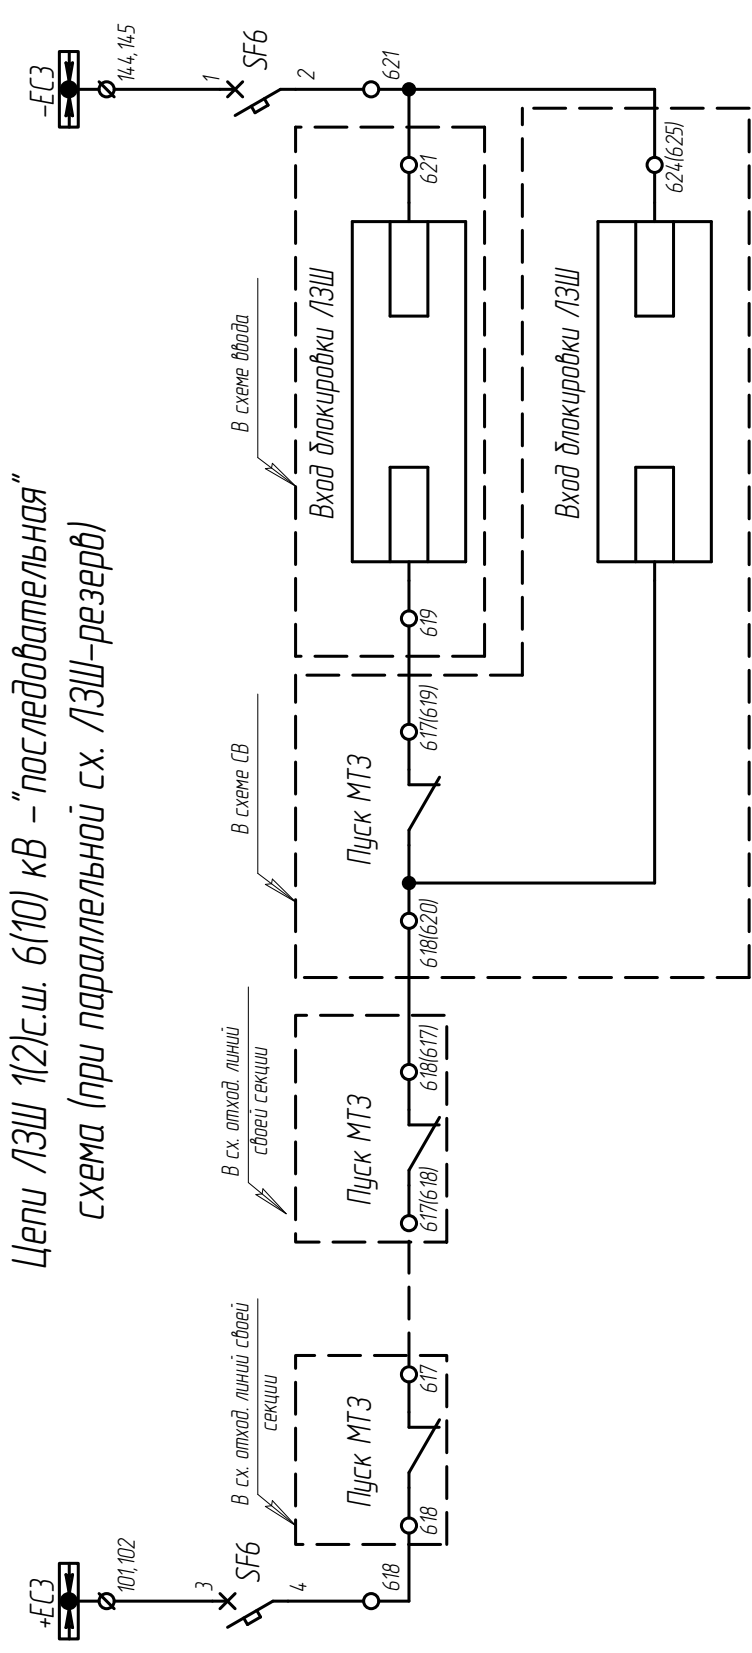 Цепи ЛЗШ 1(2)с.ш. 6(10) кВ -"последовательная"
схема (при параллельной сх. ЛЗШ-резерв)
+ЕС3
101,102
3
SF6
4
618
В сх. отход. линий своей
секции
Пуск МТЗ
618
617
В сх. отход. линий
своей секции
Пуск МТЗ
617(618)
618(617)
В схеме СВ
618(620)
Пуск МТЗ
617(619)
В схеме ввода
619
Вход блокировки ЛЗШ
621
Вход блокировки ЛЗШ
624(625)
-ЕС3
144,145
1
SF6
2
621